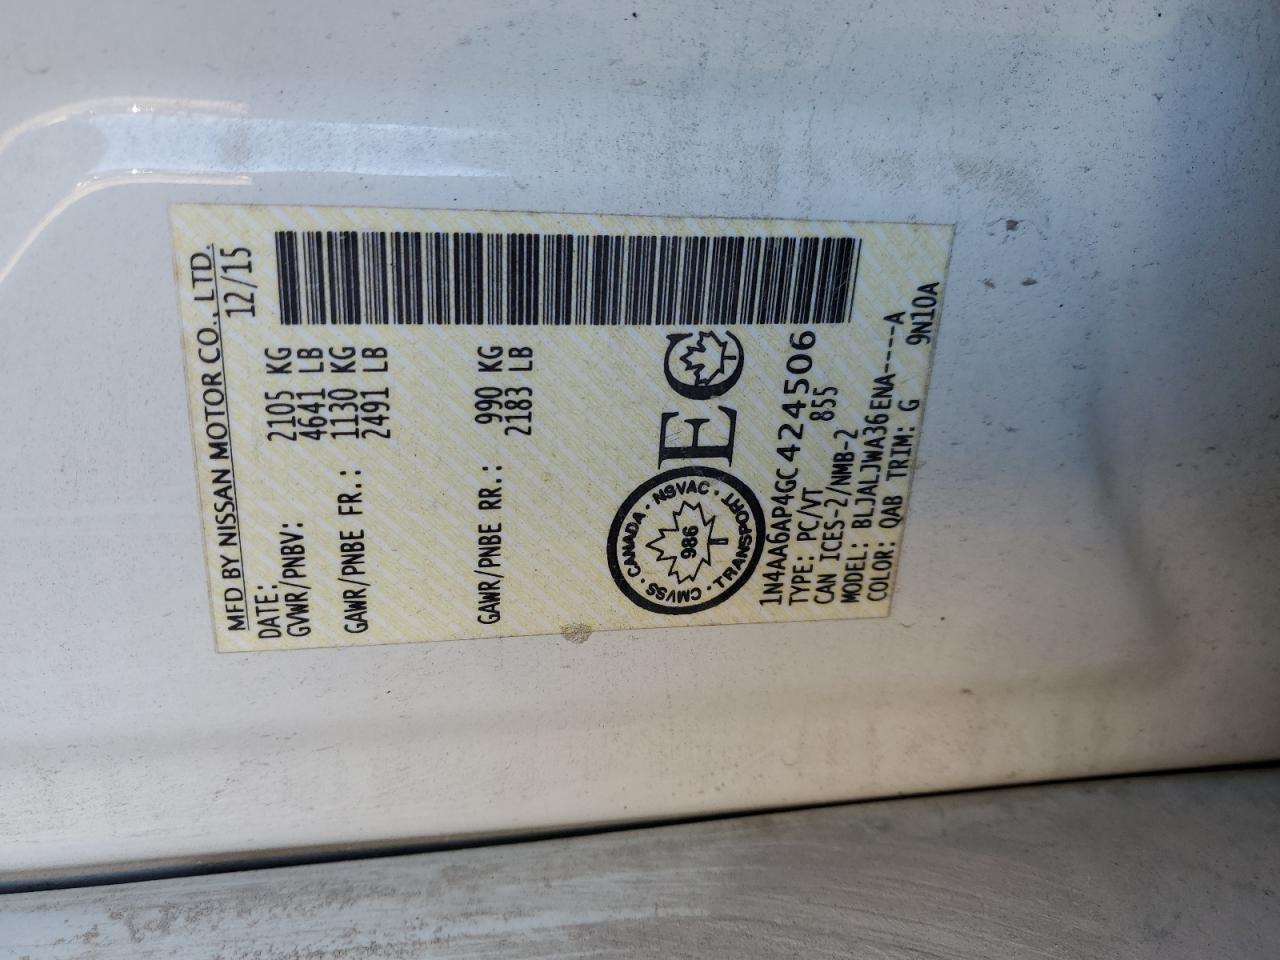 MFD BY NISSAN MOTOR CO., LTD.
DATE: 12/15
GVWR/PNBV: 2105 KG
4641 LB
GAWR/PNBE FR.: 1130 KG
2491 LB
GAWR/PNBE RR.: 990 KG
2183 LB
CMVSS · CANADA · NSVAC · TRANSPORT ·
986
EC
1N4AA6AP4GC424506
TYPE: PC/VT 855
CAN ICES-2/NMB-2
MODEL: BLJALJWA36ENA----A
COLOR: QAB TRIM: G 9N10A